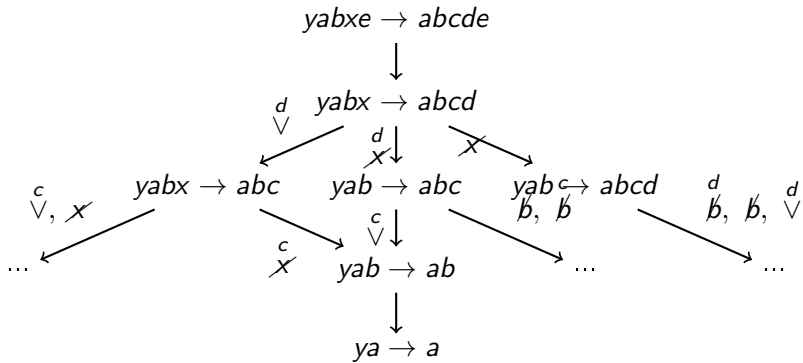 yabxe → abcde
yabx → abcd
d
∨
d
x
x
yabx → abc
yab → abc
yab → abcd
c
∨, x
c
b, b
d
b, b, d
∨
c
x
c
∨
...
yab → ab
...
...
ya → a